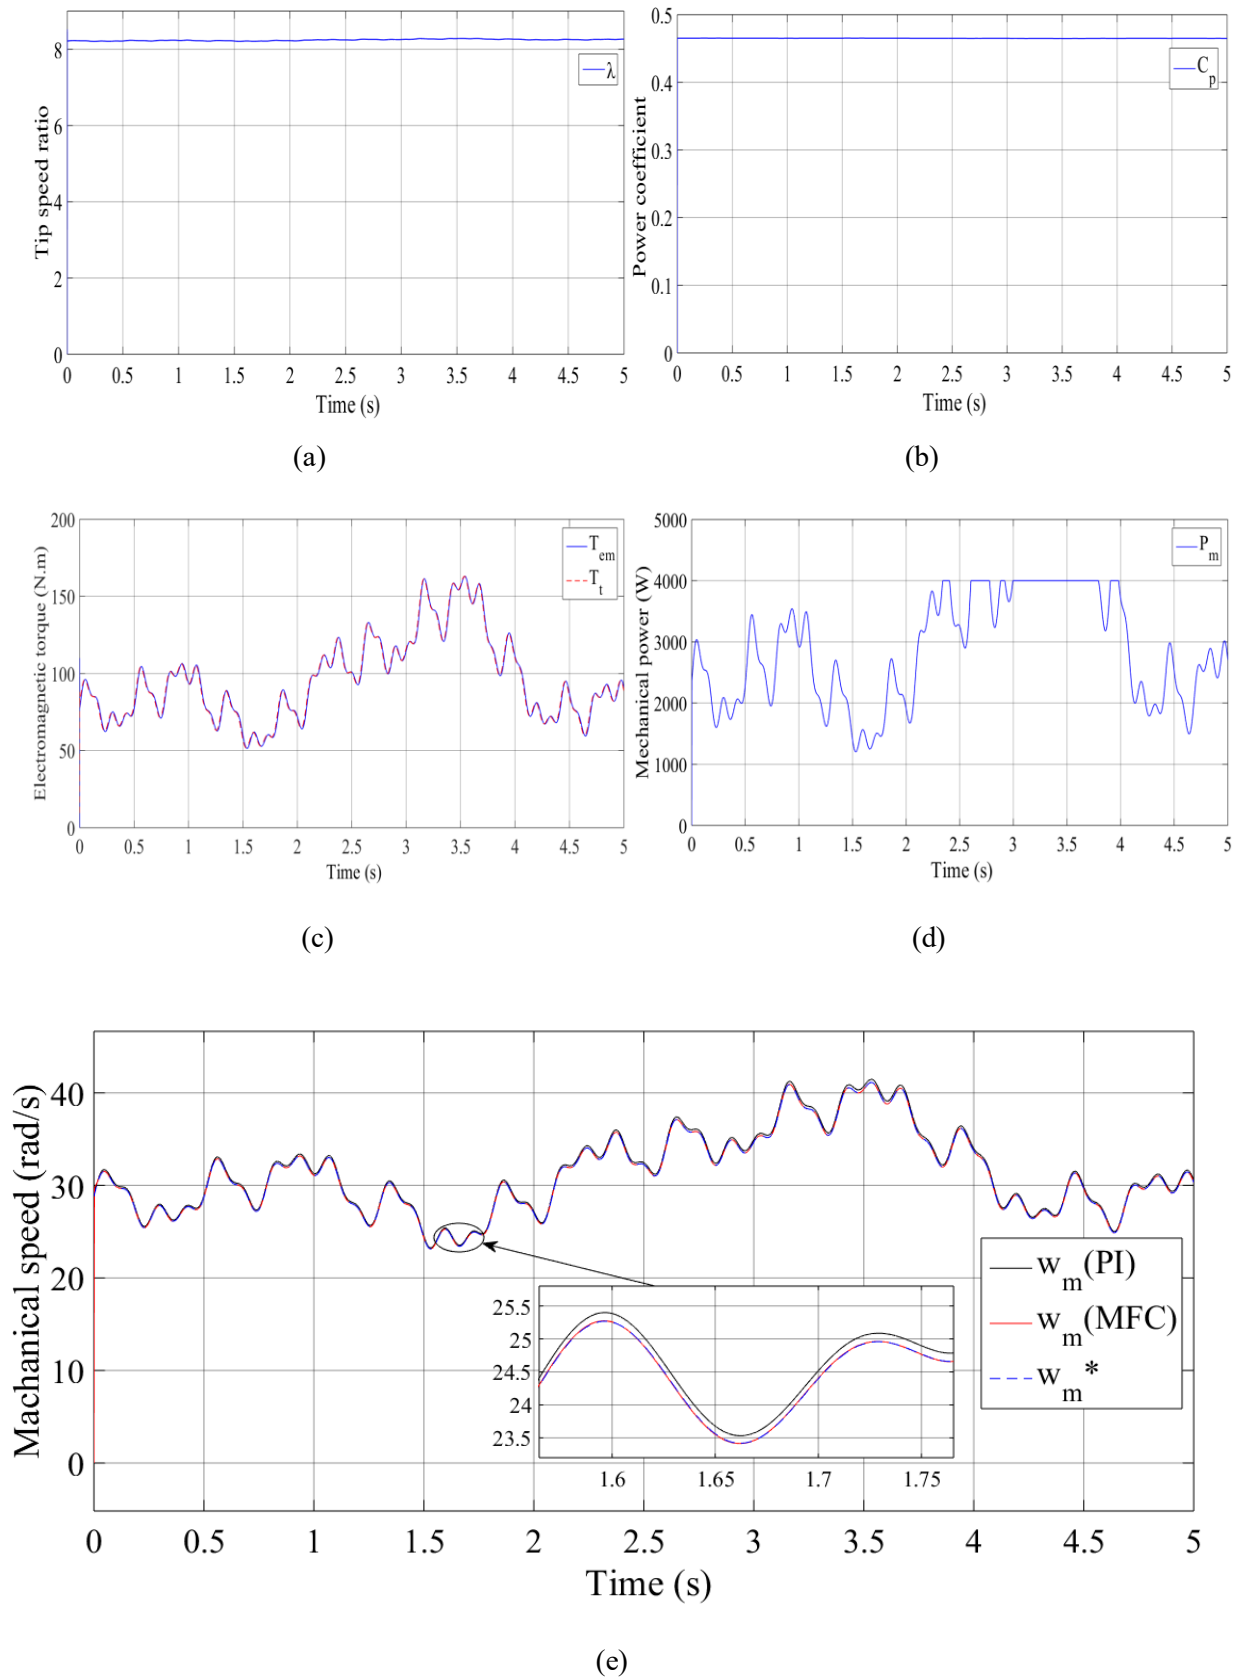 0.5
0.4
0.3
0.2
0.1
0
Power coefficient
C
p
0 0.5 1 1.5 2 2.5 3 3.5 4 4.5 5
Time (s)
(b)
8
6
4
2
0
Tip speed ratio
λ
0 0.5 1 1.5 2 2.5 3 3.5 4 4.5 5
Time (s)
(a)
200
150
100
50
0
Electromagnetic torque (N.m)
T
em
T
t
0 0.5 1 1.5 2 2.5 3 3.5 4 4.5 5
Time (s)
(c)
5000
4000
3000
2000
1000
0
Mechanical power (W)
P
m
0 0.5 1 1.5 2 2.5 3 3.5 4 4.5 5
Time (s)
(d)
40
30
20
10
0
Machanical speed (rad/s)
w
m
(PI)
w
m
(MFC)
w
m
*
25.5
25
24.5
24
23.5
1.6 1.65 1.7 1.75
0 0.5 1 1.5 2 2.5 3 3.5 4 4.5 5
Time (s)
(e)